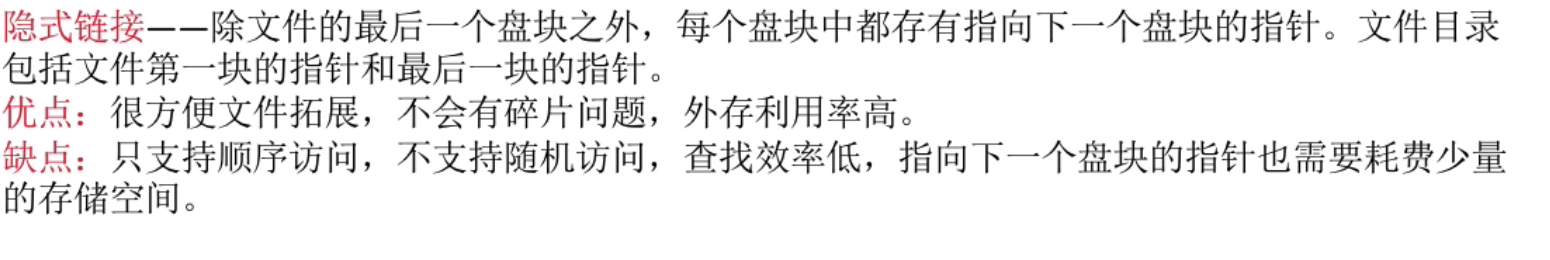 隐式链接——除文件的最后一个盘块之外，每个盘块中都存有指向下一个盘块的指针。文件目录
包括文件第一块的指针和最后一块的指针。
优点：很方便文件拓展，不会有碎片问题，外存利用率高。
缺点：只支持顺序访问，不支持随机访问，查找效率低，指向下一个盘块的指针也需要耗费少量
的存储空间。